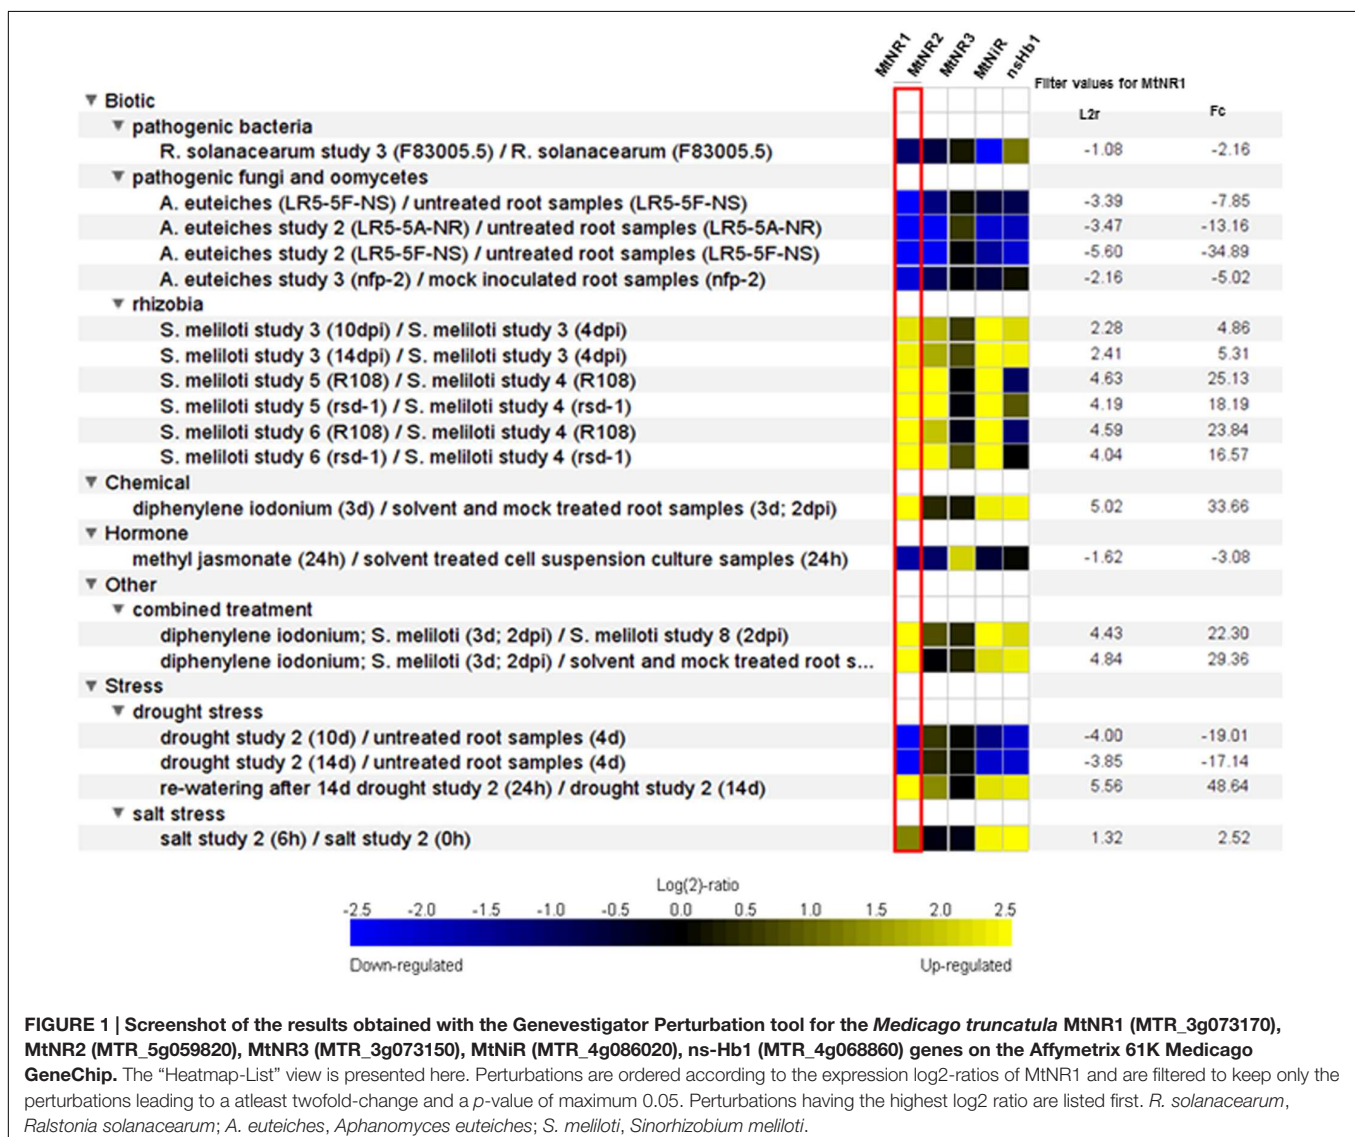 MtNR1 MtNR2 MtNR3 MtNiR nsHb1
Filter values for MtNR1
L2r Fc
Biotic
pathogenic bacteria
R. solanacearum study 3 (F83005.5) / R. solanacearum (F83005.5) -1.08 -2.16
pathogenic fungi and oomycetes
A. euteiches (LR5-5F-NS) / untreated root samples (LR5-5F-NS) -3.39 -7.85
A. euteiches study 2 (LR5-5A-NR) / untreated root samples (LR5-5A-NR) -3.47 -13.16
A. euteiches study 2 (LR5-5F-NS) / untreated root samples (LR5-5F-NS) -5.60 -34.89
A. euteiches study 3 (nfp-2) / mock inoculated root samples (nfp-2) -2.16 -5.02
rhizobia
S. meliloti study 3 (10dpi) / S. meliloti study 3 (4dpi) 2.28 4.86
S. meliloti study 3 (14dpi) / S. meliloti study 3 (4dpi) 2.41 5.31
S. meliloti study 5 (R108) / S. meliloti study 4 (R108) 4.63 25.13
S. meliloti study 5 (rsd-1) / S. meliloti study 4 (rsd-1) 4.19 18.19
S. meliloti study 6 (R108) / S. meliloti study 4 (R108) 4.59 23.84
S. meliloti study 6 (rsd-1) / S. meliloti study 4 (rsd-1) 4.04 16.57
Chemical
diphenylene iodonium (3d) / solvent and mock treated root samples (3d; 2dpi) 5.02 33.66
Hormone
methyl jasmonate (24h) / solvent treated cell suspension culture samples (24h) -1.62 -3.08
Other
combined treatment
diphenylene iodonium; S. meliloti (3d; 2dpi) / S. meliloti study 8 (2dpi) 4.43 22.30
diphenylene iodonium; S. meliloti (3d; 2dpi) / solvent and mock treated root s... 4.84 29.36
Stress
drought stress
drought study 2 (10d) / untreated root samples (4d) -4.00 -19.01
drought study 2 (14d) / untreated root samples (4d) -3.85 -17.14
re-watering after 14d drought study 2 (24h) / drought study 2 (14d) 5.56 48.64
salt stress
salt study 2 (6h) / salt study 2 (0h) 1.32 2.52
Log(2)-ratio
-2.5 -2.0 -1.5 -1.0 -0.5 0.0 0.5 1.0 1.5 2.0 2.5
Down-regulated Up-regulated
FIGURE 1 | Screenshot of the results obtained with the Genevestigator Perturbation tool for the Medicago truncatula MtNR1 (MTR_3g073170),
MtNR2 (MTR_5g059820), MtNR3 (MTR_3g073150), MtNiR (MTR_4g086020), ns-Hb1 (MTR_4g068860) genes on the Affymetrix 61K Medicago
GeneChip. The “Heatmap-List” view is presented here. Perturbations are ordered according to the expression log2-ratios of MtNR1 and are filtered to keep only the
perturbations leading to a atleast twofold-change and a p-value of maximum 0.05. Perturbations having the highest log2 ratio are listed first. R. solanacearum,
Ralstonia solanacearum; A. euteiches, Aphanomyces euteiches; S. meliloti, Sinorhizobium meliloti.